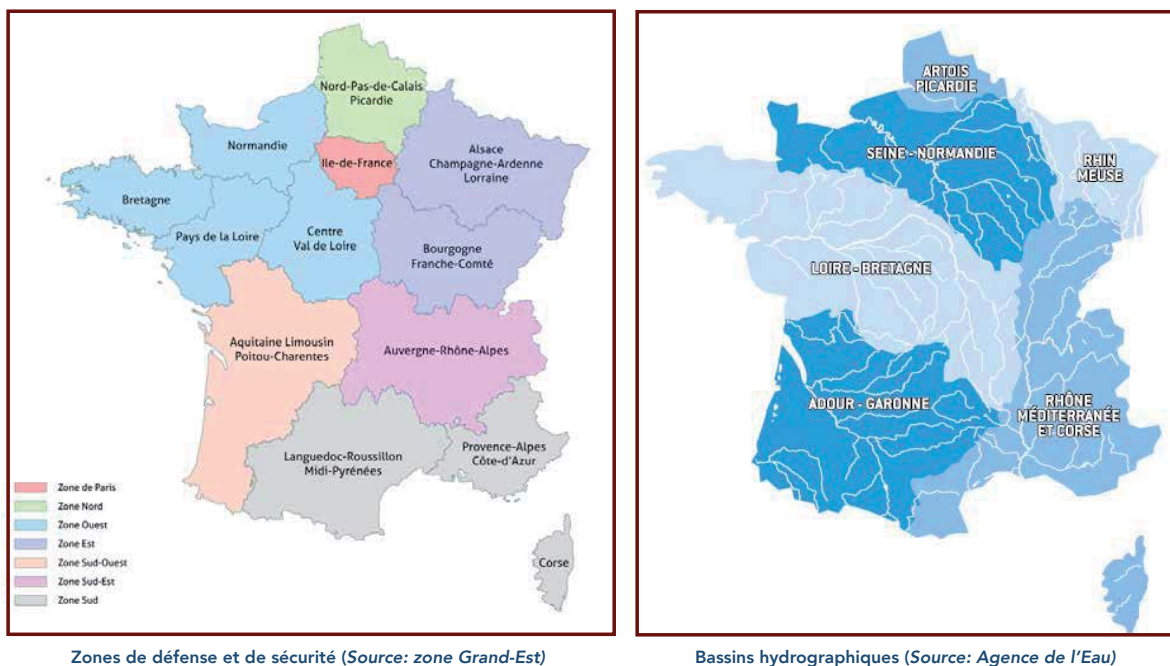 Nord-Pas-de-Calais
Picardie
Normandie
Ile-de-France
Alsace
Champagne-Ardenne
Lorraine
Bretagne
Pays de la Loire
Centre
Val de Loire
Bourgogne
Franche-Comté
Aquitaine Limousin
Poitou-Charentes
Auvergne-Rhône-Alpes
Languedoc-Roussillon
Midi-Pyrénées
Provence-Alpes
Côte-d'Azur
Corse
Zone de Paris
Zone Nord
Zone Ouest
Zone Est
Zone Sud-Ouest
Zone Sud-Est
Zone Sud
Zones de défense et de sécurité (Source: zone Grand-Est)
ARTOIS
PICARDIE
SEINE - NORMANDIE
RHIN
MEUSE
LOIRE - BRETAGNE
ADOUR - GARONNE
RHÔNE
MÉDITERRANÉE
ET CORSE
Bassins hydrographiques (Source: Agence de l'Eau)